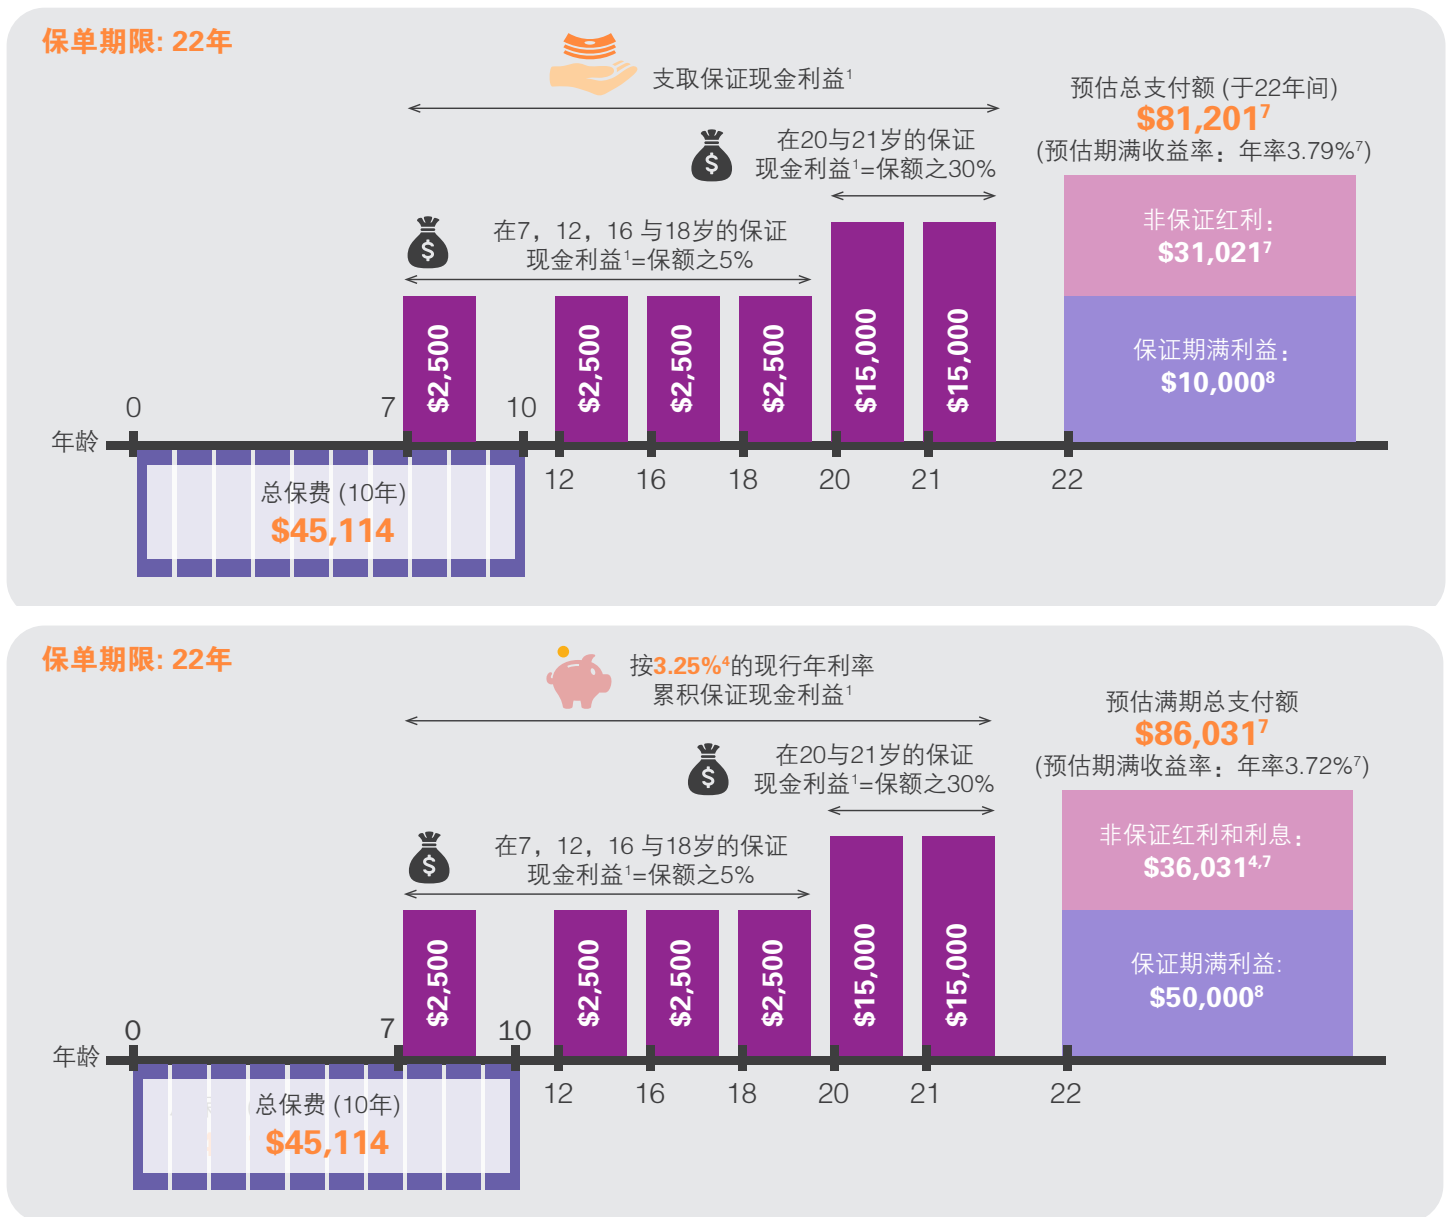 保单期限: 22年
支取保证现金利益1
预估总支付额 (于22年间)
$81,2017
(预估期满收益率：年率3.79%7)
在20与21岁的保证
现金利益1=保额之30%
在7，12，16 与18岁的保证
现金利益1=保额之5%
非保证红利：
$31,0217
保证期满利益：
$10,0008
$2,500
$2,500
$2,500
$2,500
$15,000
$15,000
0
7
10
年龄
12
16
18
20
21
22
总保费 (10年)
$45,114
保单期限: 22年
按3.25%4的现行年利率
累积保证现金利益1
预估满期总支付额
$86,0317
(预估期满收益率：年率3.72%7)
在20与21岁的保证
现金利益1=保额之30%
在7，12，16 与18岁的保证
现金利益1=保额之5%
非保证红利和利息：
$36,0314,7
保证期满利益:
$50,0008
$2,500
$2,500
$2,500
$2,500
$15,000
$15,000
0
7
10
年龄
12
16
18
20
21
22
总保费 (10年)
$45,114